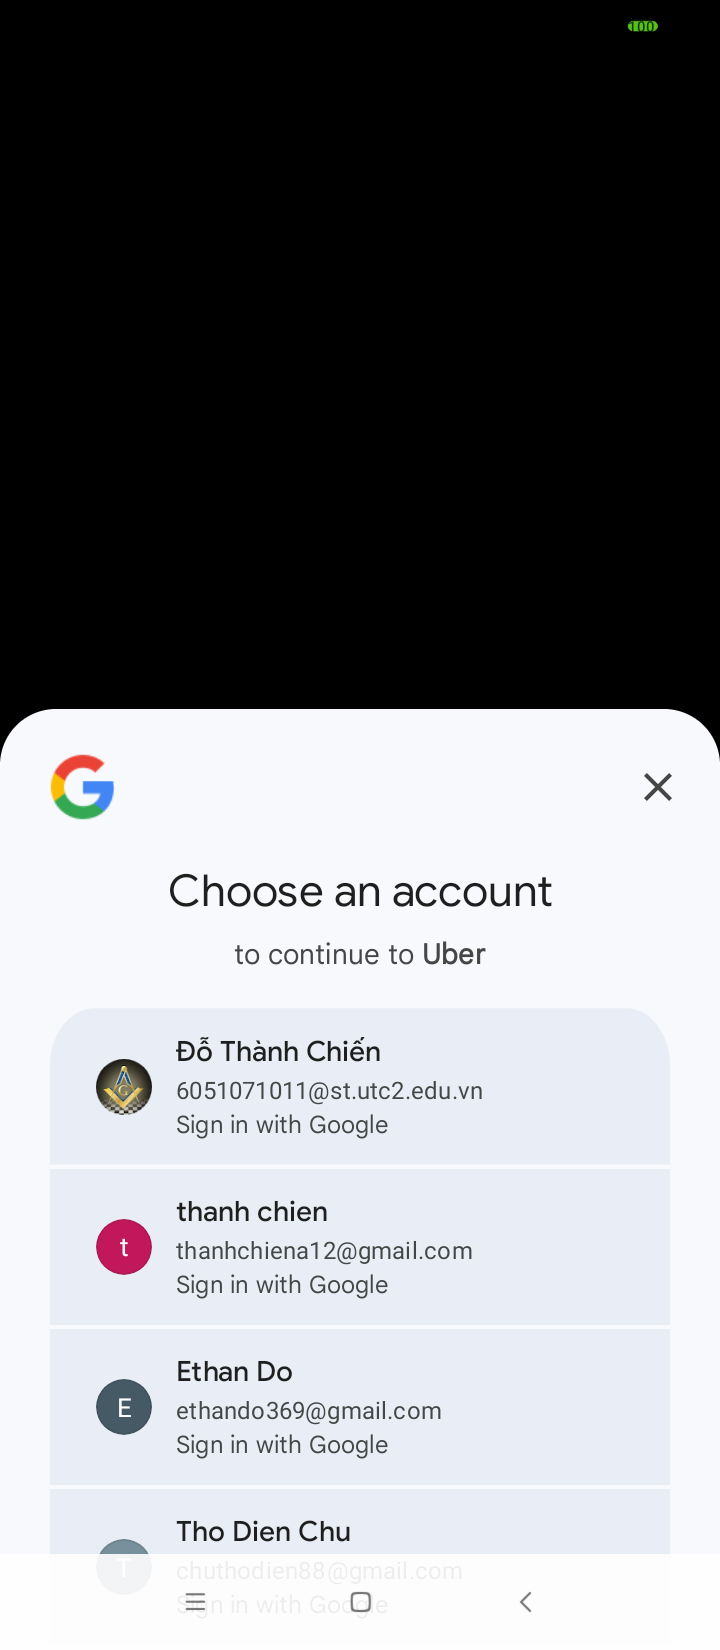 100
Choose an account
to continue to Uber
Đỗ Thành Chiến
6051071011@st.utc2.edu.vn
Sign in with Google
t
thanh chien
thanhchiena12@gmail.com
Sign in with Google
E
Ethan Do
ethando369@gmail.com
Sign in with Google
T
Tho Dien Chu
chuthodien88@gmail.com
Sign in with Google